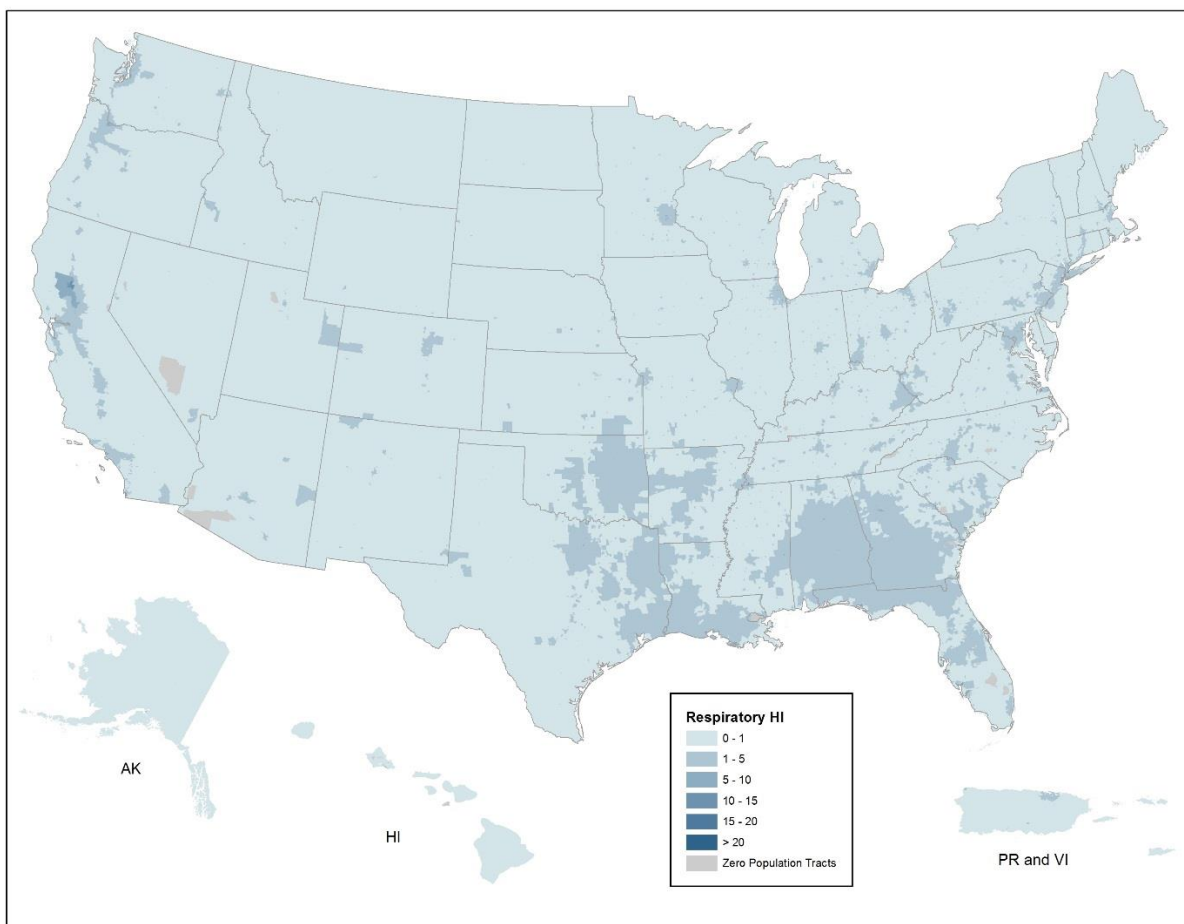 AK
HI
Respiratory HI
0 - 1
1 - 5
5 - 10
10 - 15
15 - 20
> 20
Zero Population Tracts
PR and VI